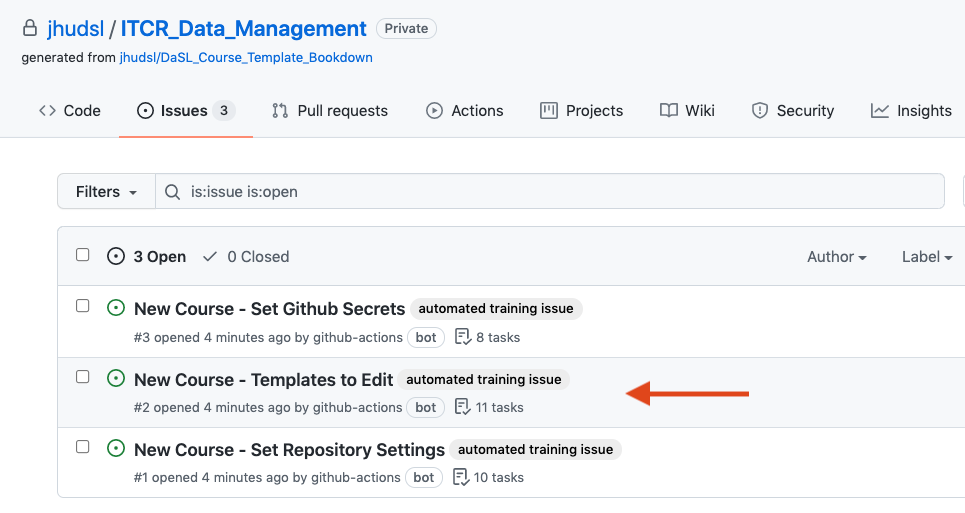 jhudsl / ITCR_Data_Management Private
generated from jhudsl/DaSL_Course_Template_Bookdown
Code Issues 3 Pull requests Actions Projects Wiki Security Insights
Filters is:issue is:open
3 Open 0 Closed Author Label
New Course - Set Github Secrets automated training issue
#3 opened 4 minutes ago by github-actions bot 8 tasks
New Course - Templates to Edit automated training issue
#2 opened 4 minutes ago by github-actions bot 11 tasks
New Course - Set Repository Settings automated training issue
#1 opened 4 minutes ago by github-actions bot 10 tasks